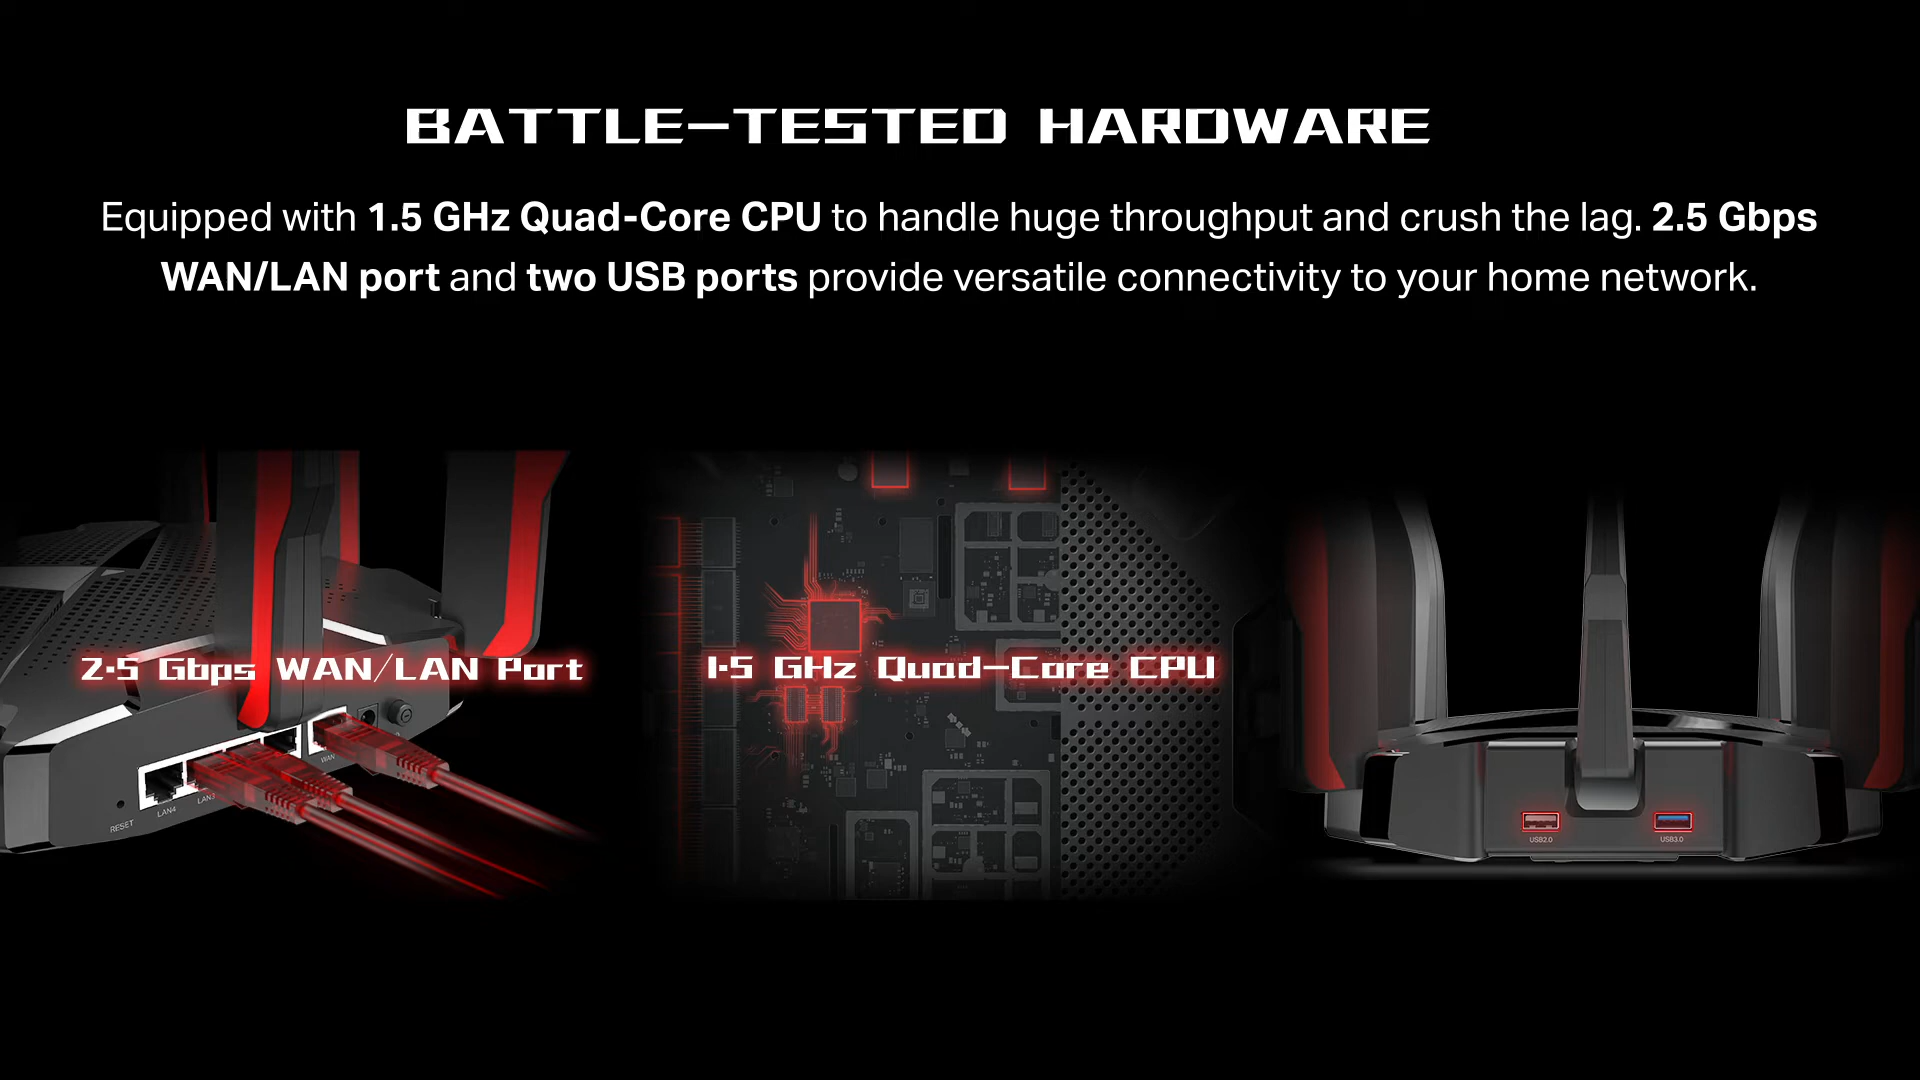 BATTLE-TESTED HARDWARE
Equipped with 1.5 GHz Quad-Core CPU to handle huge throughput and crush the lag. 2.5 Gbps
WAN/LAN port and two USB ports provide versatile connectivity to your home network.
2.5 Gbps WAN/LAN Port
1.5 GHz Quad-Core CPU
RESET
LAN4
LAN3
WAN
USB2.0
USB3.0